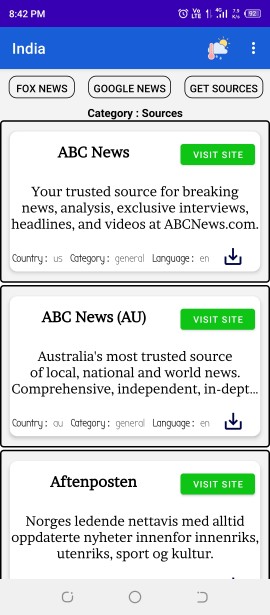 8:42 PM
India
FOX NEWS
GOOGLE NEWS
GET SOURCES
Category : Sources
ABC News
VISIT SITE
Your trusted source for breaking
news, analysis, exclusive interviews,
headlines, and videos at ABCNews.com.
Country : us Category : general Language : en
ABC News (AU)
VISIT SITE
Australia's most trusted source
of local, national and world news.
Comprehensive, independent, in-dept...
Country : au Category : general Language : en
Aftenposten
VISIT SITE
Norges ledende nettavis med alltid
oppdaterte nyheter innenfor innenriks,
utenriks, sport og kultur.